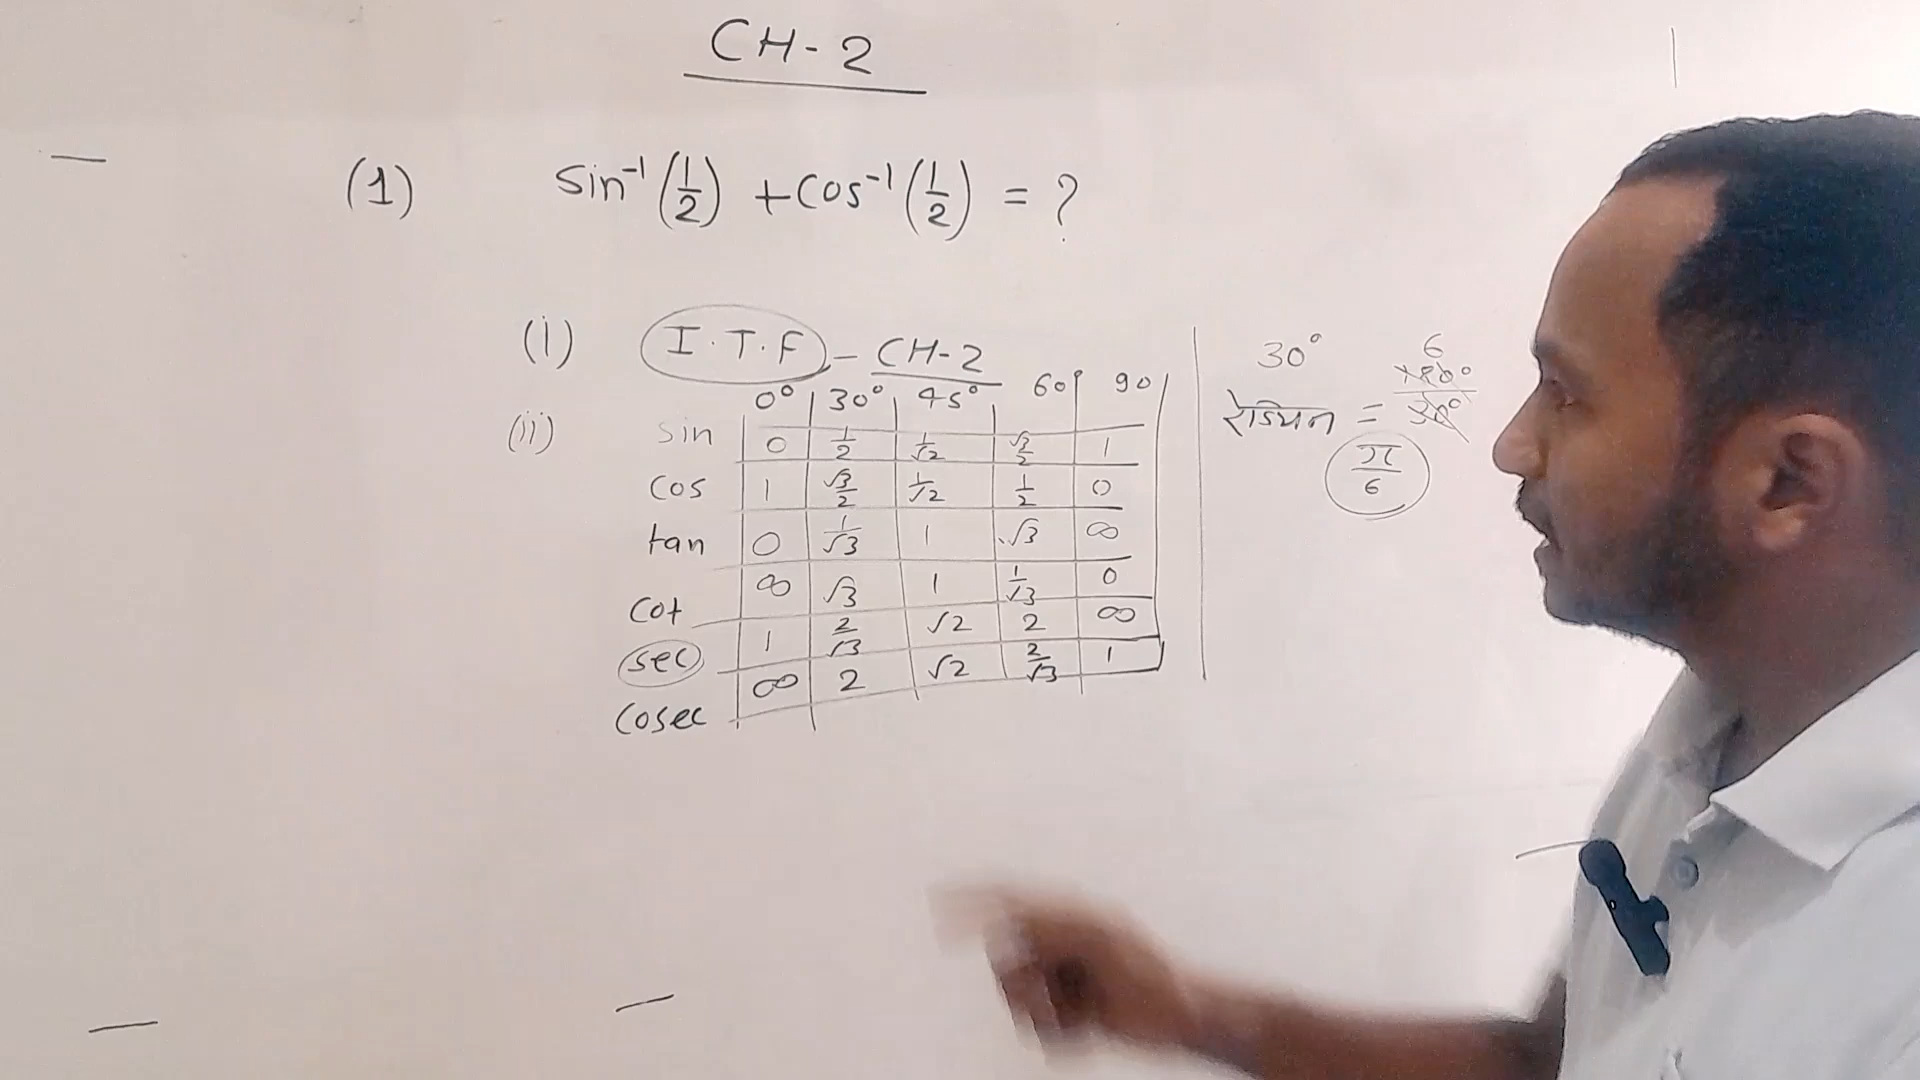 CH-2
(1) Sin⁻¹(1/2) + Cos⁻¹(1/2) = ?
(i) I.T.F - CH-2
(ii) 0° 30° 45° 60° 90
sin 0 1/2 1/√2 √3/2 1
cos 1 √3/2 1/√2 1/2 0
tan 0 1/√3 1 √3 ∞
Cot ∞ √3 1 1/√3 0
sec 1 2/√3 √2 2 ∞
Cosec ∞ 2 √2 2/√3 1
30°
6
रेडियन = 180°/30°
π/6